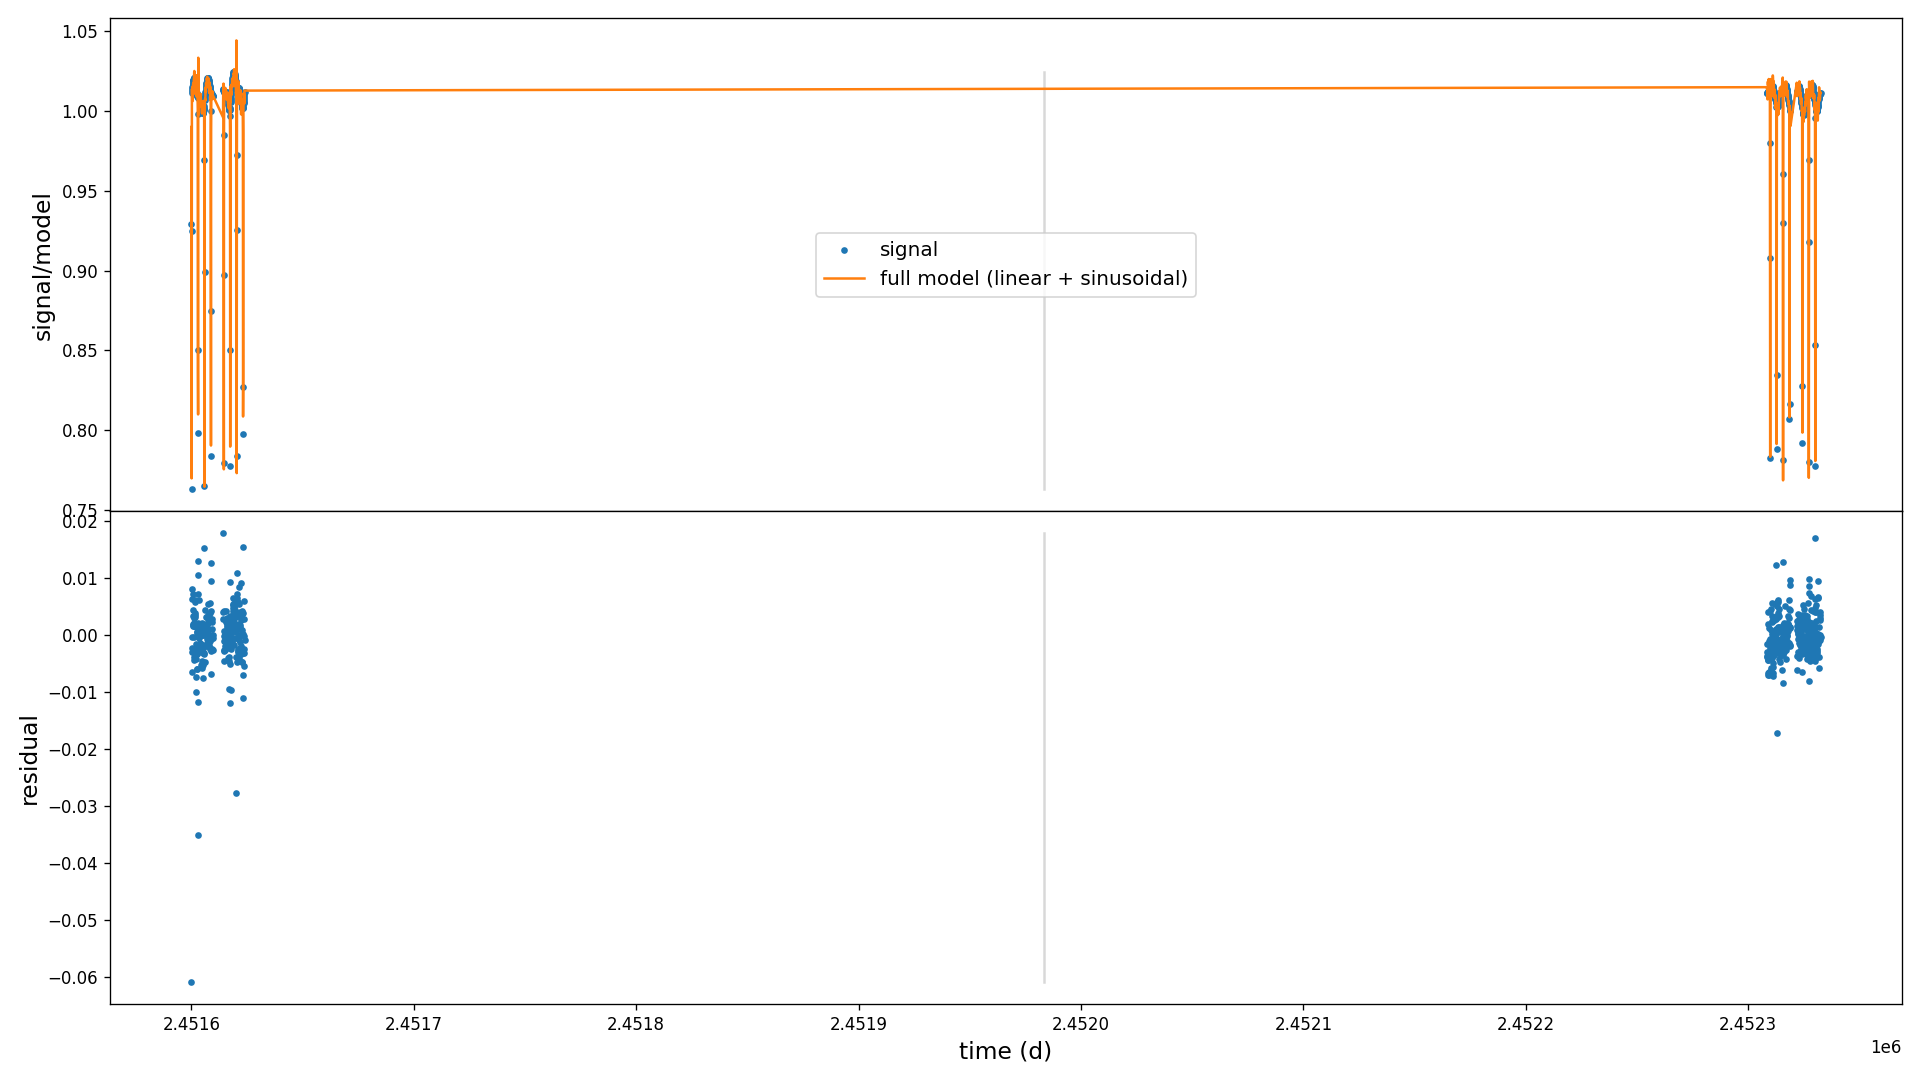 1.05
1.00
0.95
0.90
0.85
0.80
0.75
signal/model
signal
full model (linear + sinusoidal)
0.02
0.01
0.00
−0.01
−0.02
−0.03
−0.04
−0.05
−0.06
residual
2.4516 2.4517 2.4518 2.4519 2.4520 2.4521 2.4522 2.4523
time (d)
1e6